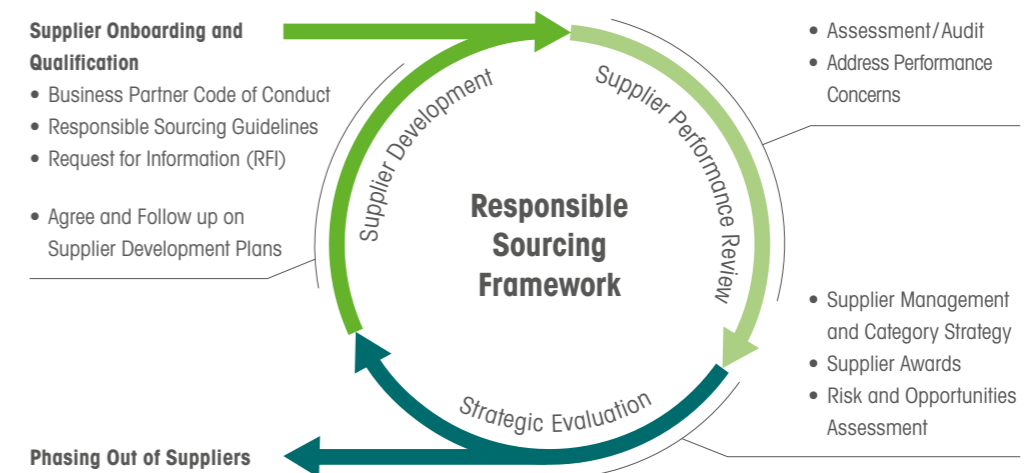 Supplier Onboarding and
Qualification
• Business Partner Code of Conduct
• Responsible Sourcing Guidelines
• Request for Information (RFI)
• Agree and Follow up on
Supplier Development Plans
Supplier Development
Supplier Performance Review
• Assessment/Audit
• Address Performance
Concerns
Responsible
Sourcing
Framework
• Supplier Management
and Category Strategy
• Supplier Awards
• Risk and Opportunities
Assessment
Strategic Evaluation
Phasing Out of Suppliers